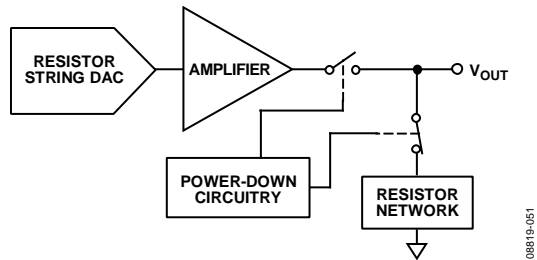 RESISTOR
STRING DAC
AMPLIFIER
VOUT
POWER-DOWN
CIRCUITRY
RESISTOR
NETWORK
08819-051